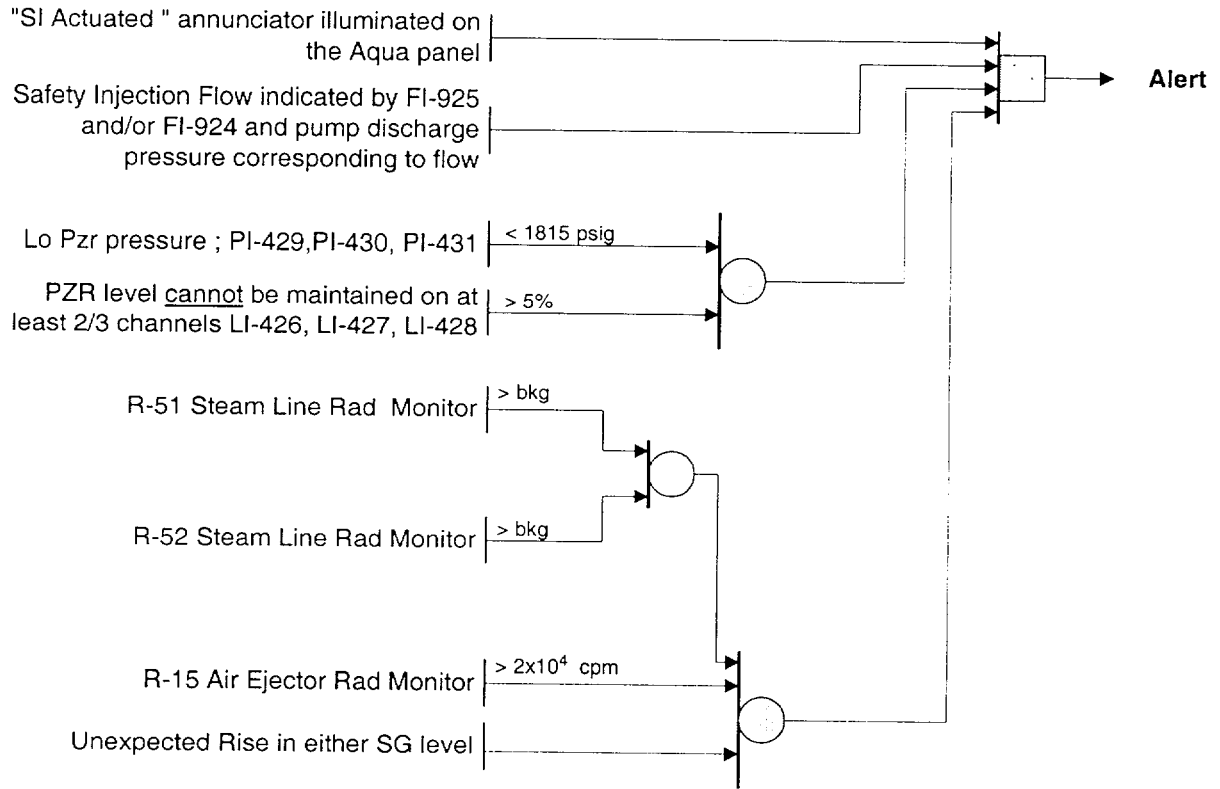 "SI Actuated " annunciator illuminated on
the Aqua panel
Alert
Safety Injection Flow indicated by FI-925
and/or FI-924 and pump discharge
pressure corresponding to flow
Lo Pzr pressure ; PI-429,PI-430, PI-431
< 1815 psig
PZR level cannot be maintained on at
least 2/3 channels LI-426, LI-427, LI-428
> 5%
R-51 Steam Line Rad Monitor
> bkg
R-52 Steam Line Rad Monitor
> bkg
R-15 Air Ejector Rad Monitor
> 2x10⁴ cpm
Unexpected Rise in either SG level